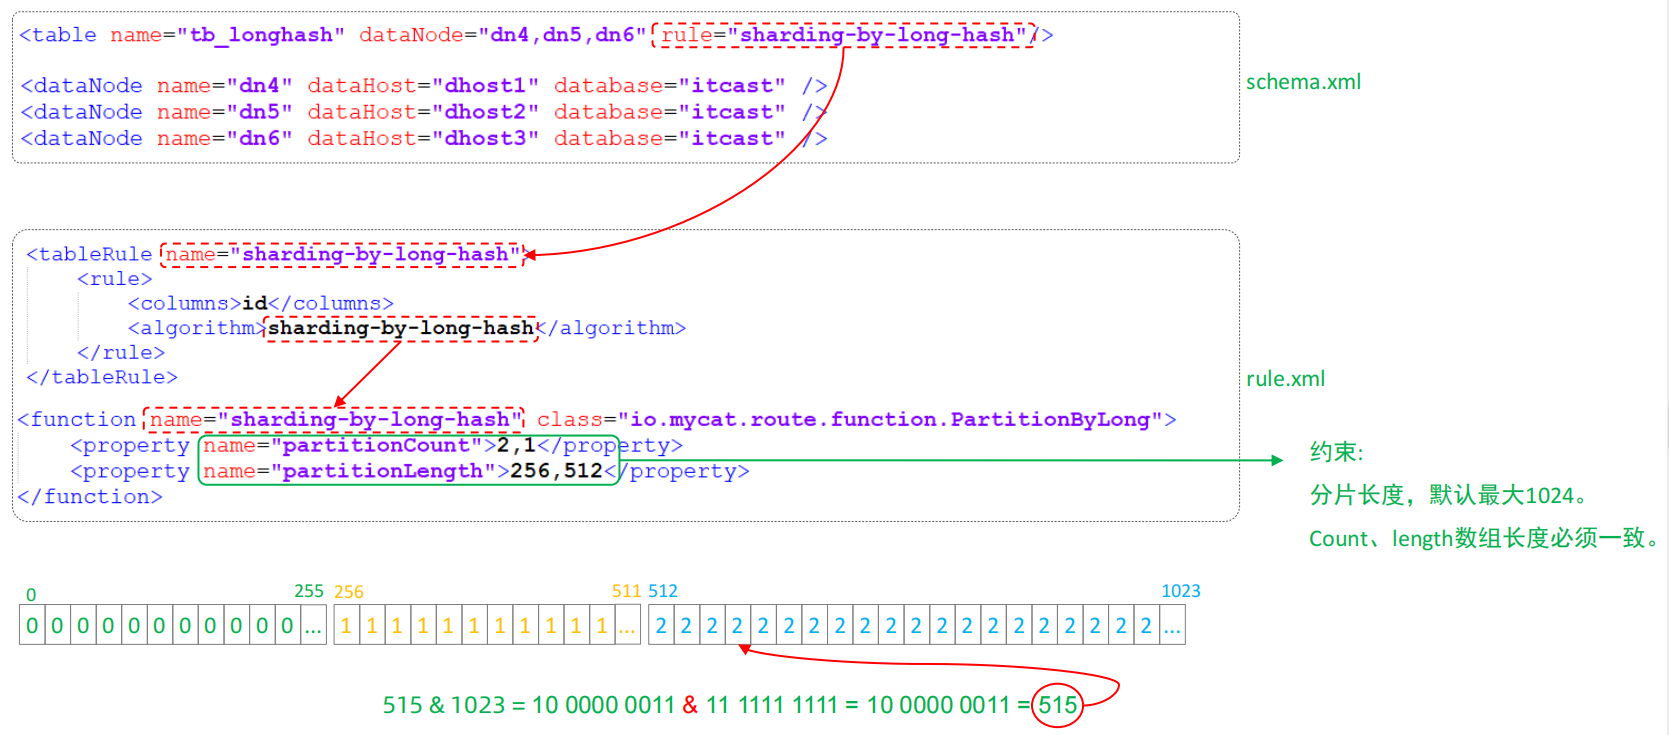 <table name="tb_longhash" dataNode="dn4,dn5,dn6" rule="sharding-by-long-hash"/>
<dataNode name="dn4" dataHost="dhost1" database="itcast" />
<dataNode name="dn5" dataHost="dhost2" database="itcast" />
<dataNode name="dn6" dataHost="dhost3" database="itcast" />
schema.xml
<tableRule name="sharding-by-long-hash">
<rule>
<columns>id</columns>
<algorithm>sharding-by-long-hash</algorithm>
</rule>
</tableRule>
<function name="sharding-by-long-hash" class="io.mycat.route.function.PartitionByLong">
<property name="partitionCount">2,1</property>
<property name="partitionLength">256,512</property>
</function>
rule.xml
约束:
分片长度，默认最大1024。
Count、length数组长度必须一致。
0 255 256 511 512 1023
0 0 0 0 0 0 0 0 0 0 0 ... 1 1 1 1 1 1 1 1 1 1 1 ... 2 2 2 2 2 2 2 2 2 2 2 2 2 2 2 2 2 2 2 2 ...
515 & 1023 = 10 0000 0011 & 11 1111 1111 = 10 0000 0011 = 515